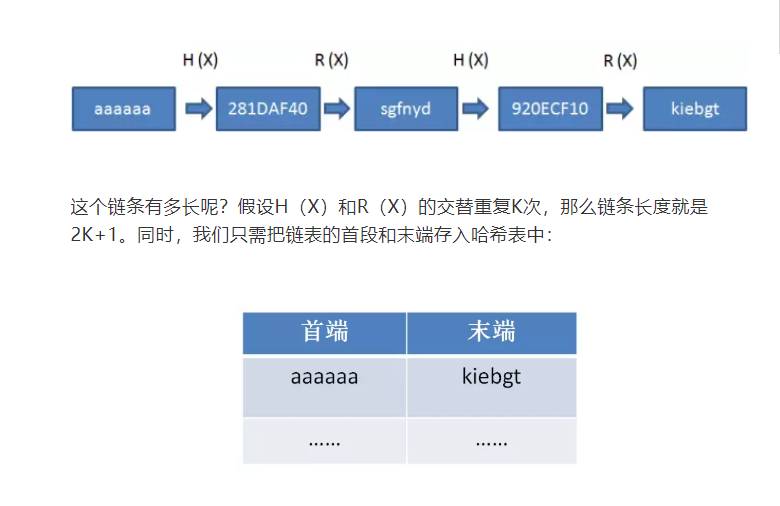 H (X) R (X) H (X) R (X)
aaaaaa 281DAF40 sgfnyd 920ECF10 kiebgt
这个链条有多长呢？假设H（X）和R（X）的交替重复K次，那么链条长度就是
2K+1。同时，我们只需把链表的首段和末端存入哈希表中：
首端 末端
aaaaaa kiebgt
...... ......